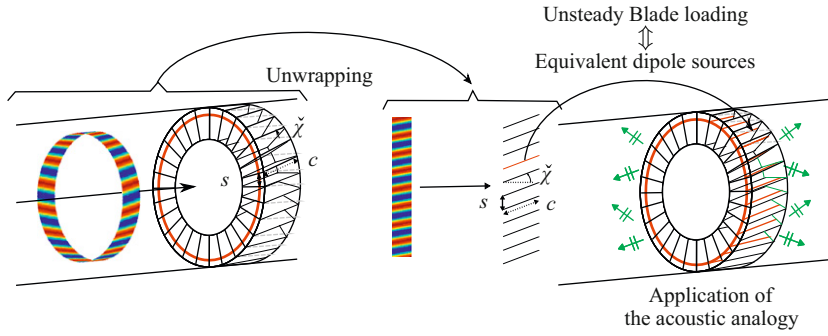 Unsteady Blade loading
⇕
Equivalent dipole sources
Unwrapping
χ̌
c
s
χ̌
s
c
Application of
the acoustic analogy